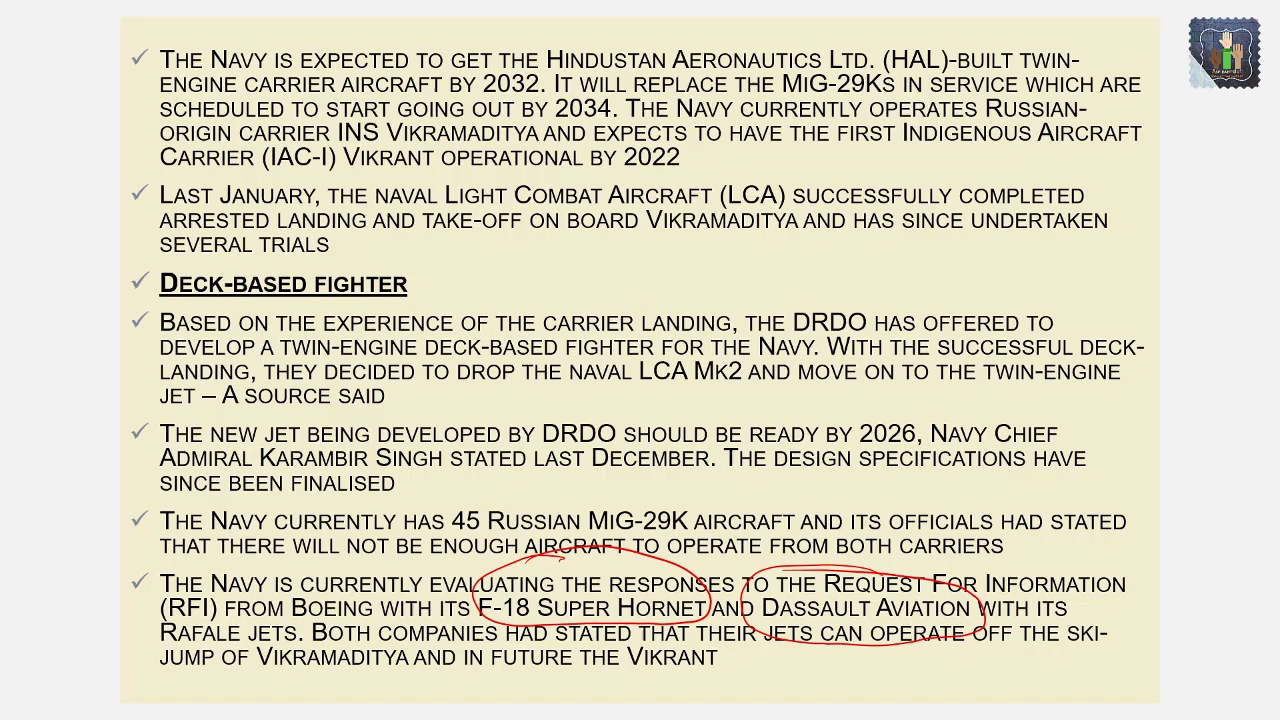 ✓ The Navy is expected to get the Hindustan Aeronautics Ltd. (HAL)-built twin-
engine carrier aircraft by 2032. It will replace the MiG-29Ks in service which are
scheduled to start going out by 2034. The Navy currently operates Russian-
origin carrier INS Vikramaditya and expects to have the first Indigenous Aircraft
Carrier (IAC-I) Vikrant operational by 2022
✓ Last January, the naval Light Combat Aircraft (LCA) successfully completed
arrested landing and take-off on board Vikramaditya and has since undertaken
several trials
✓ Deck-based fighter
✓ Based on the experience of the carrier landing, the DRDO has offered to
develop a twin-engine deck-based fighter for the Navy. With the successful deck-
landing, they decided to drop the naval LCA Mk2 and move on to the twin-engine
jet – A source said
✓ The new jet being developed by DRDO should be ready by 2026, Navy Chief
Admiral Karambir Singh stated last December. The design specifications have
since been finalised
✓ The Navy currently has 45 Russian MiG-29K aircraft and its officials had stated
that there will not be enough aircraft to operate from both carriers
✓ The Navy is currently evaluating the responses to the Request For Information
(RFI) from Boeing with its F-18 Super Hornet and Dassault Aviation with its
Rafale jets. Both companies had stated that their jets can operate off the ski-
jump of Vikramaditya and in future the Vikrant